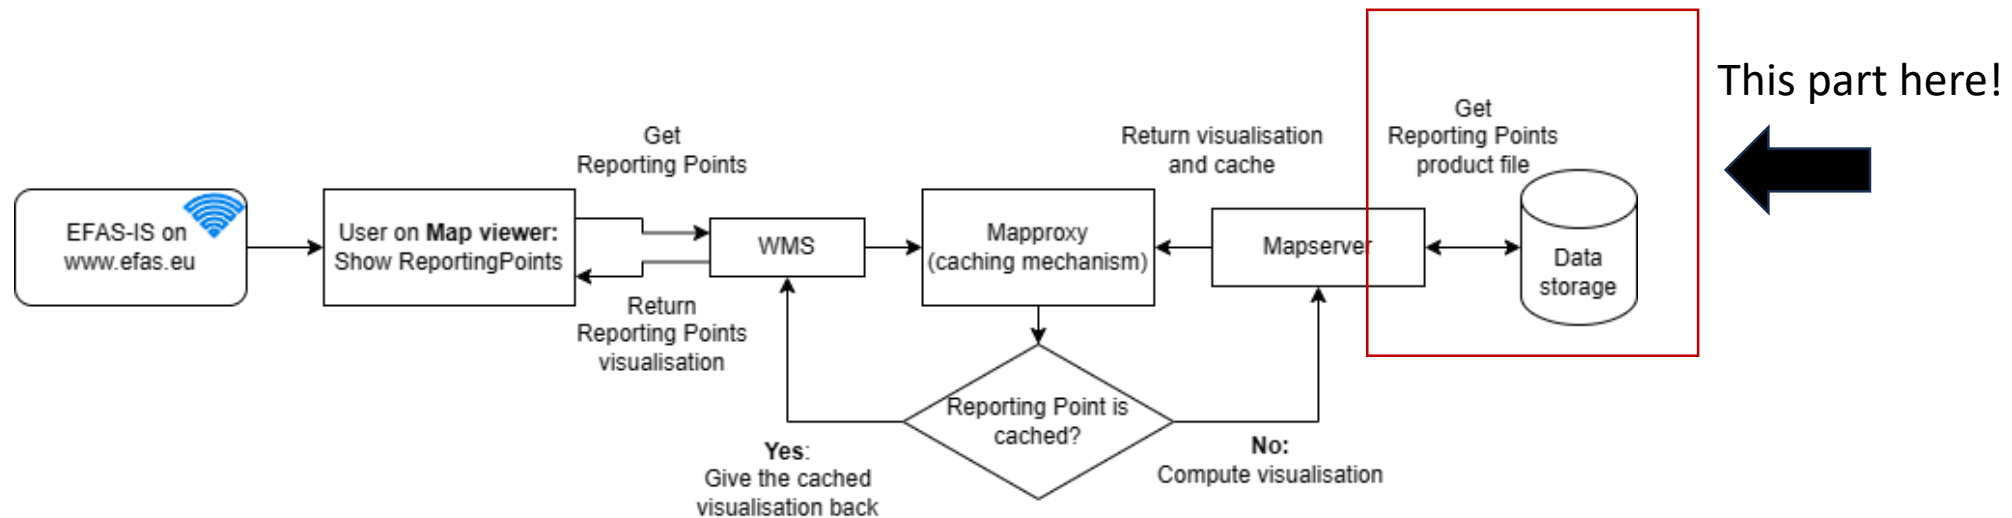 This part here!
EFAS-IS on
www.efas.eu
User on Map viewer:
Show ReportingPoints
Get
Reporting Points
Return
Reporting Points
visualisation
WMS
Mapproxy
(caching mechanism)
Return visualisation
and cache
Mapserver
Get
Reporting Points
product file
Data
storage
Reporting Point is
cached?
Yes:
Give the cached
visualisation back
No:
Compute visualisation